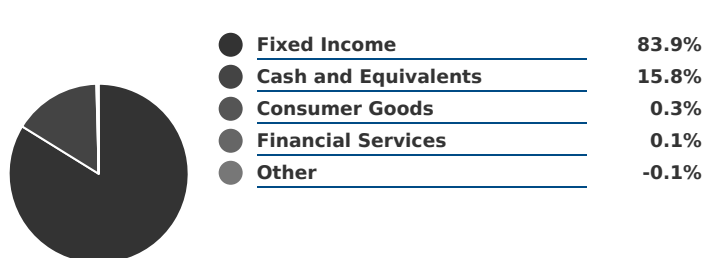 Fixed Income 83.9%
Cash and Equivalents 15.8%
Consumer Goods 0.3%
Financial Services 0.1%
Other -0.1%